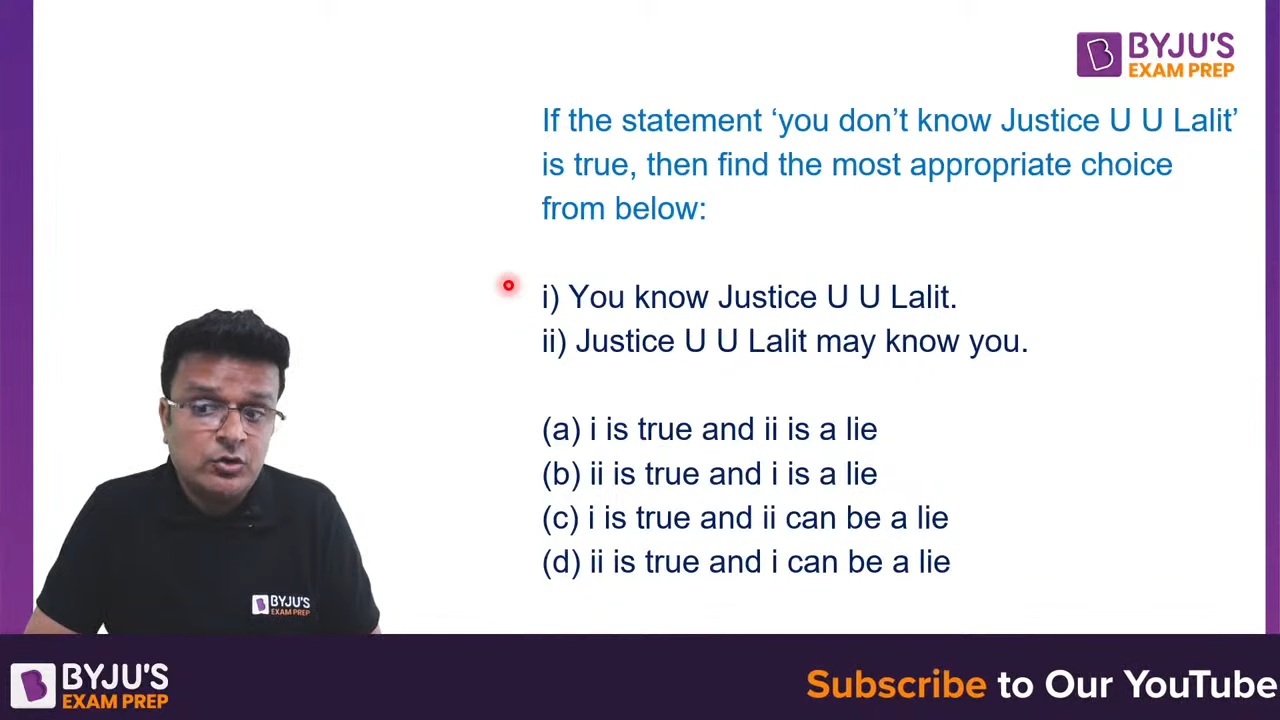 BYJU'S
EXAM PREP
If the statement ‘you don’t know Justice U U Lalit’
is true, then find the most appropriate choice
from below:
i) You know Justice U U Lalit.
ii) Justice U U Lalit may know you.
(a) i is true and ii is a lie
(b) ii is true and i is a lie
(c) i is true and ii can be a lie
(d) ii is true and i can be a lie
BYJU'S
EXAM PREP
BYJU'S
EXAM PREP
Subscribe to Our YouTube